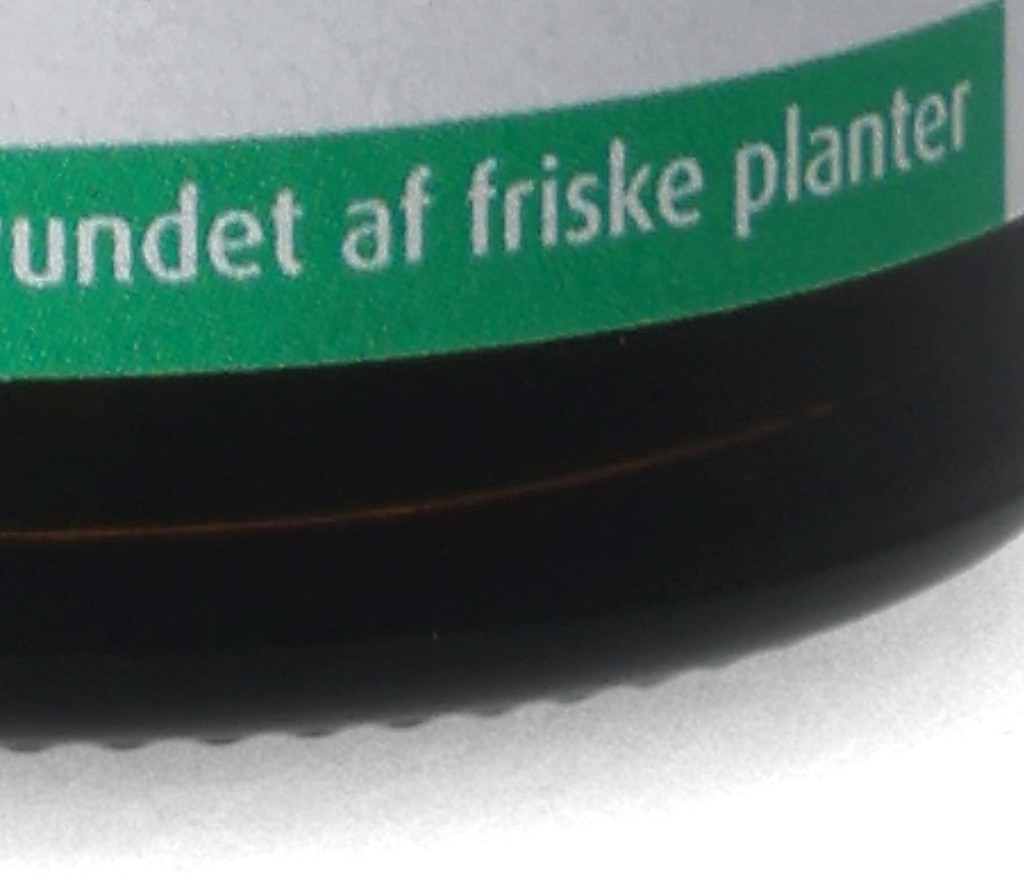 undet af friske planter